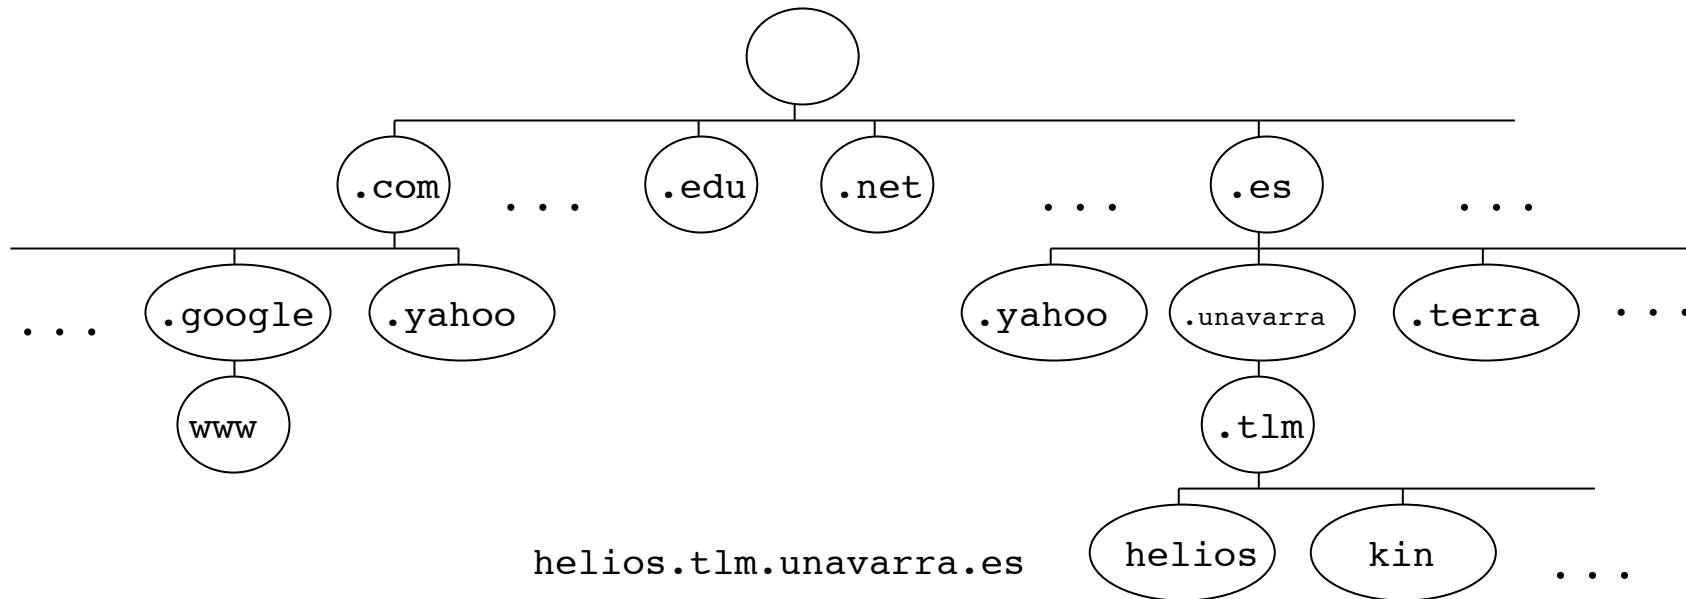 .com ... .edu .net ... .es ...
... .google .yahoo .yahoo .unavarra .terra ...
www .tlm
helios.tlm.unavarra.es helios kin ...